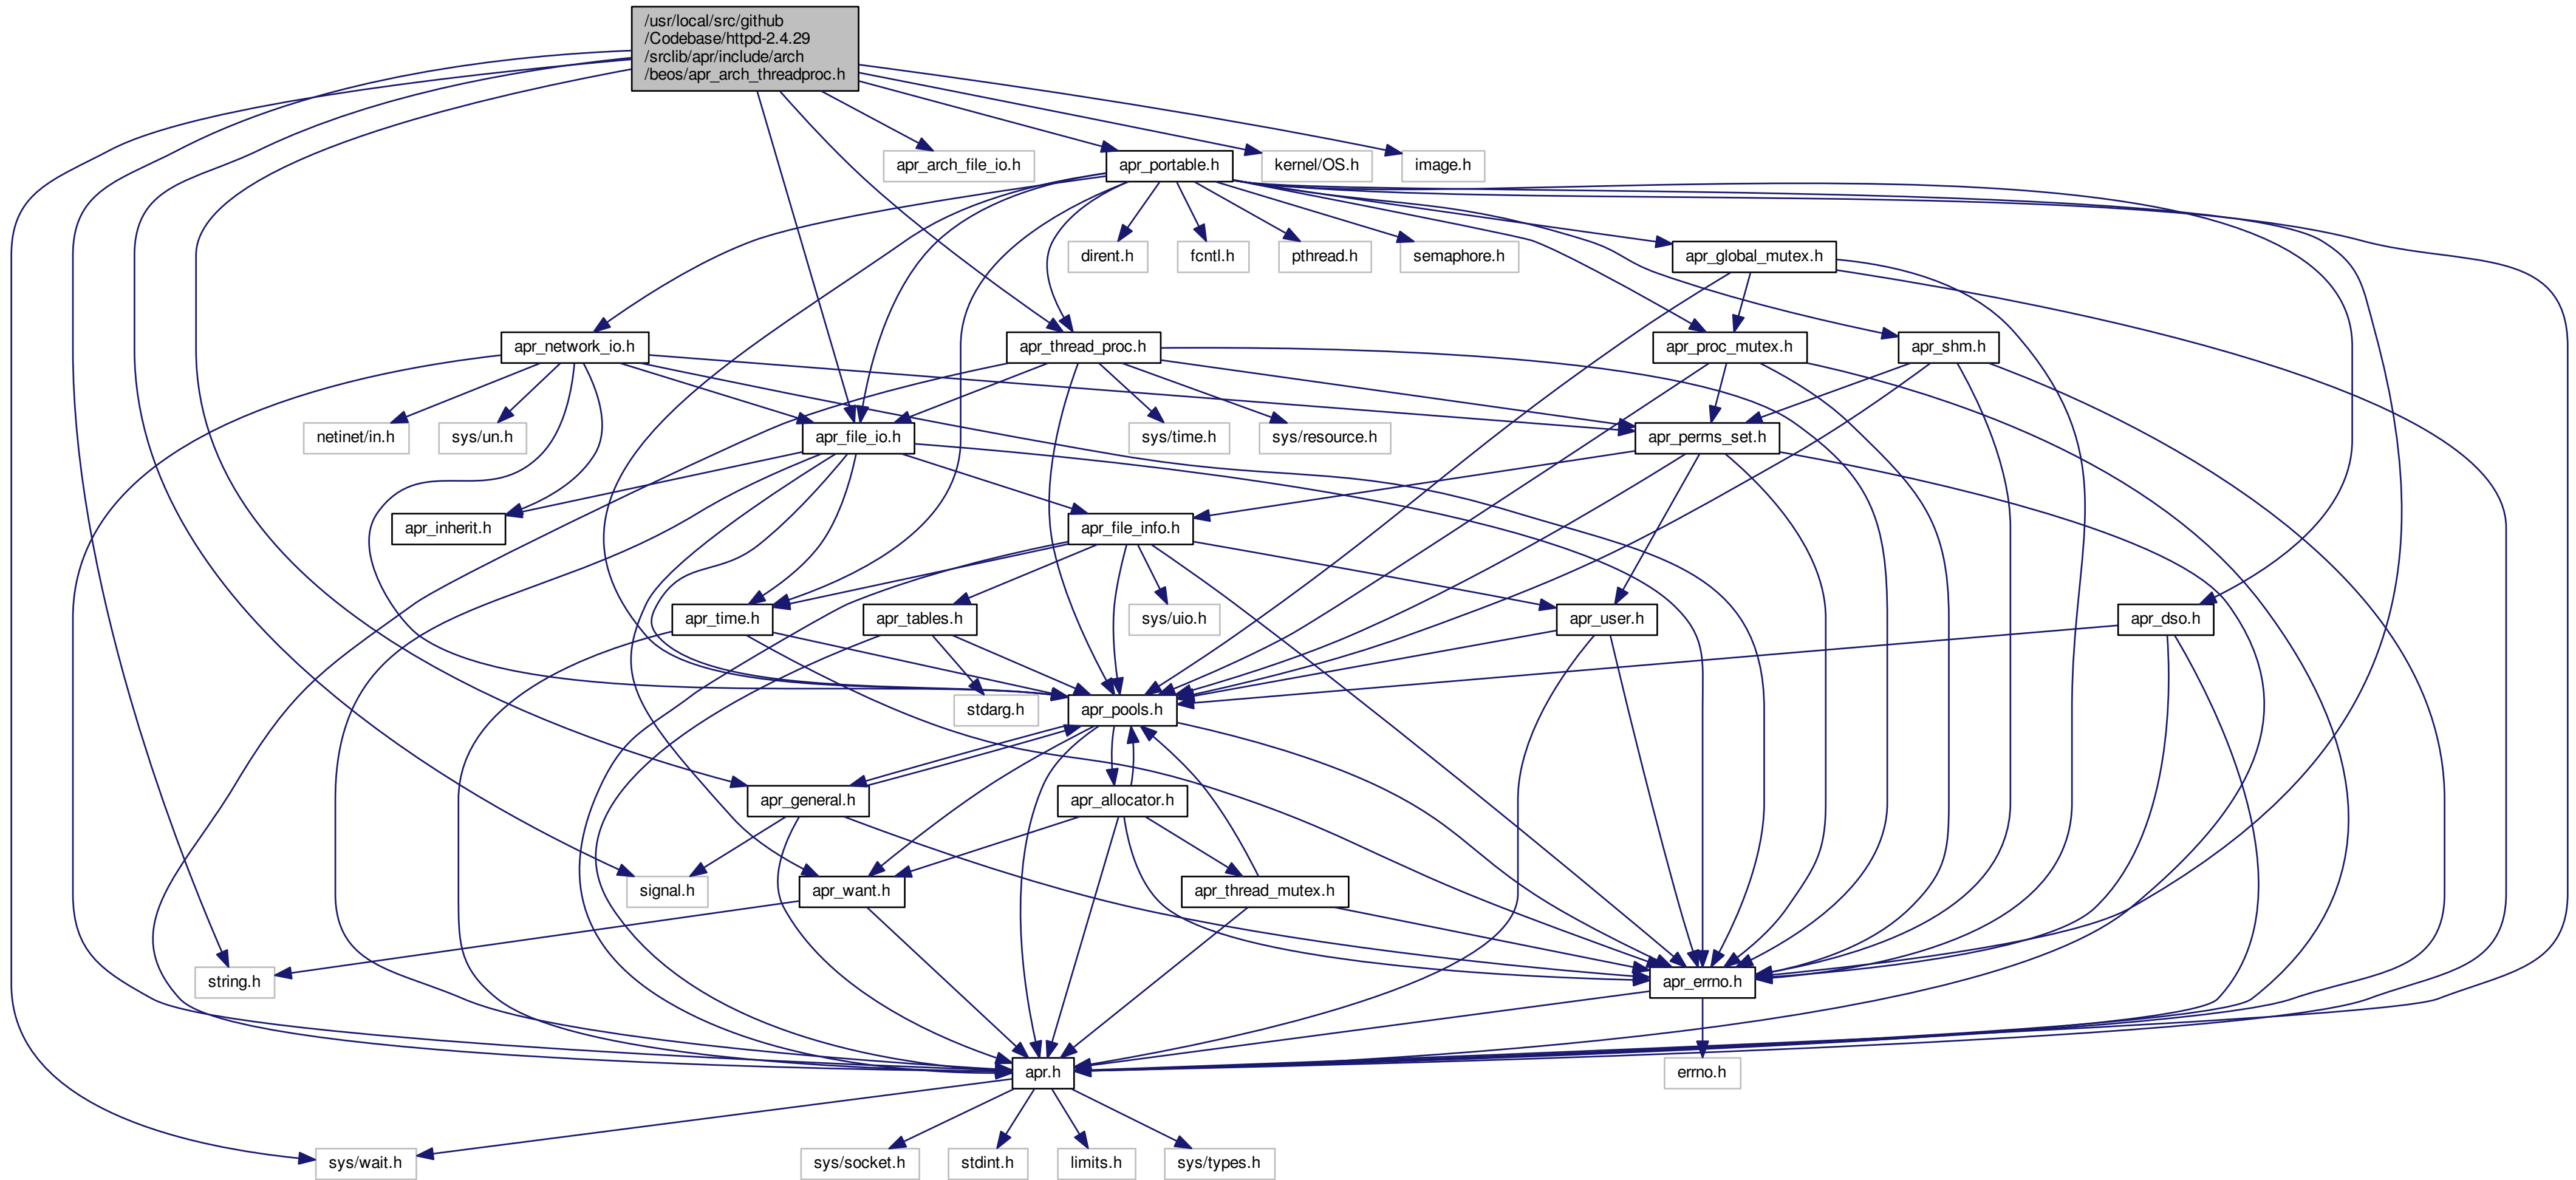 /usr/local/src/github
/Codebase/httpd-2.4.29
/srclib/apr/include/arch
/beos/apr_arch_threadproc.h
apr_arch_file_io.h
apr_portable.h
kernel/OS.h
image.h
dirent.h
fcntl.h
pthread.h
semaphore.h
apr_global_mutex.h
apr_network_io.h
apr_thread_proc.h
apr_proc_mutex.h
apr_shm.h
netinet/in.h
sys/un.h
apr_file_io.h
sys/time.h
sys/resource.h
apr_perms_set.h
apr_inherit.h
apr_file_info.h
apr_time.h
apr_tables.h
sys/uio.h
apr_user.h
apr_dso.h
stdarg.h
apr_pools.h
apr_general.h
apr_allocator.h
signal.h
apr_want.h
apr_thread_mutex.h
string.h
apr_errno.h
apr.h
errno.h
sys/wait.h
sys/socket.h
stdint.h
limits.h
sys/types.h